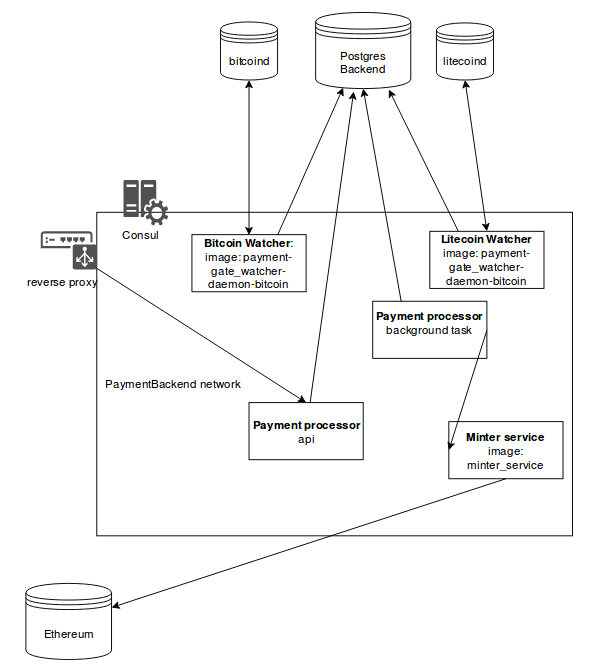 bitcoind
Postgres
Backend
litecoind
Consul
reverse proxy
Bitcoin Watcher:
image: payment-
gate_watcher-
daemon-bitcoin
Litecoin Watcher
image: payment-
gate_watcher-
daemon-bitcoin
Payment processor
background task
PaymentBackend network
Payment processor
api
Minter service
image:
minter_service
Ethereum